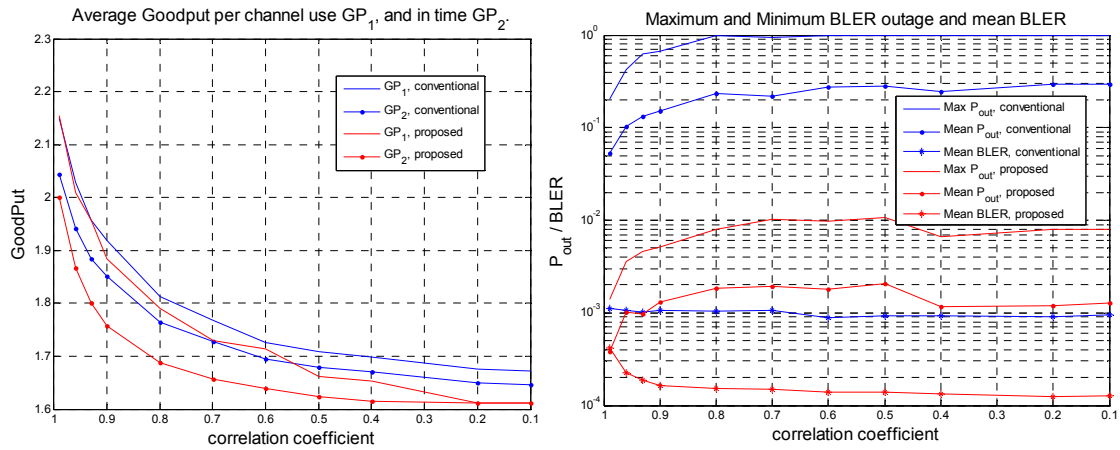 Average Goodput per channel use GP1, and in time GP2.
2.3
2.2
2.1
2
1.9
1.8
1.7
1.6
GoodPut
GP1, conventional
GP2, conventional
GP1, proposed
GP2, proposed
1 0.9 0.8 0.7 0.6 0.5 0.4 0.3 0.2 0.1
correlation coefficient
Maximum and Minimum BLER outage and mean BLER
10^0
10^-1
10^-2
10^-3
10^-4
Pout / BLER
Max Pout, conventional
Mean Pout, conventional
Mean BLER, conventional
Max Pout, proposed
Mean Pout, proposed
Mean BLER, proposed
1 0.9 0.8 0.7 0.6 0.5 0.4 0.3 0.2 0.1
correlation coefficient